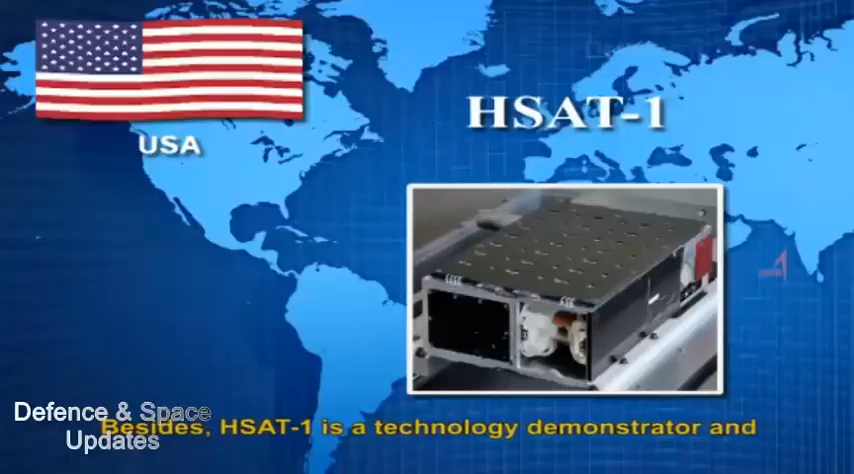 USA
HSAT-1
Defence & Space
Updates
Besides, HSAT-1 is a technology demonstrator and